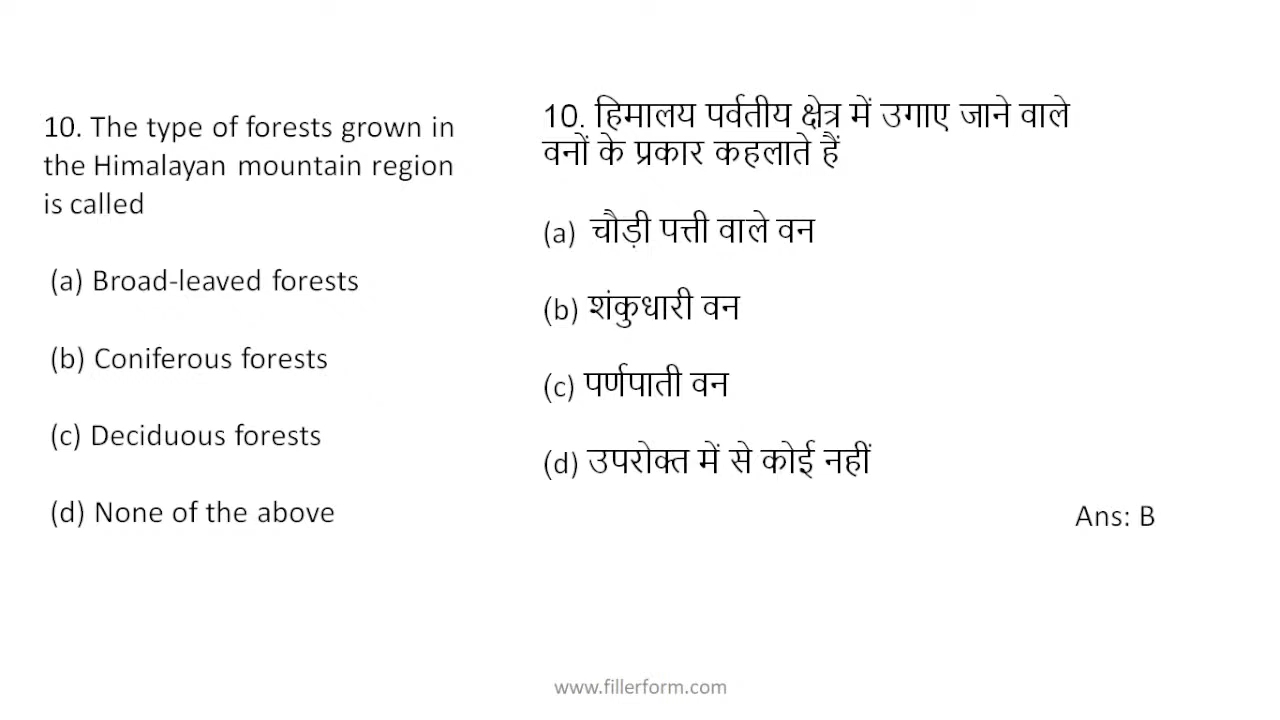 10. The type of forests grown in
the Himalayan mountain region
is called
(a) Broad-leaved forests
(b) Coniferous forests
(c) Deciduous forests
(d) None of the above
10. हिमालय पर्वतीय क्षेत्र में उगाए जाने वाले
वनों के प्रकार कहलाते हैं
(a) चौड़ी पत्ती वाले वन
(b) शंकुधारी वन
(c) पर्णपाती वन
(d) उपरोक्त में से कोई नहीं
Ans: B
www.fillerform.com